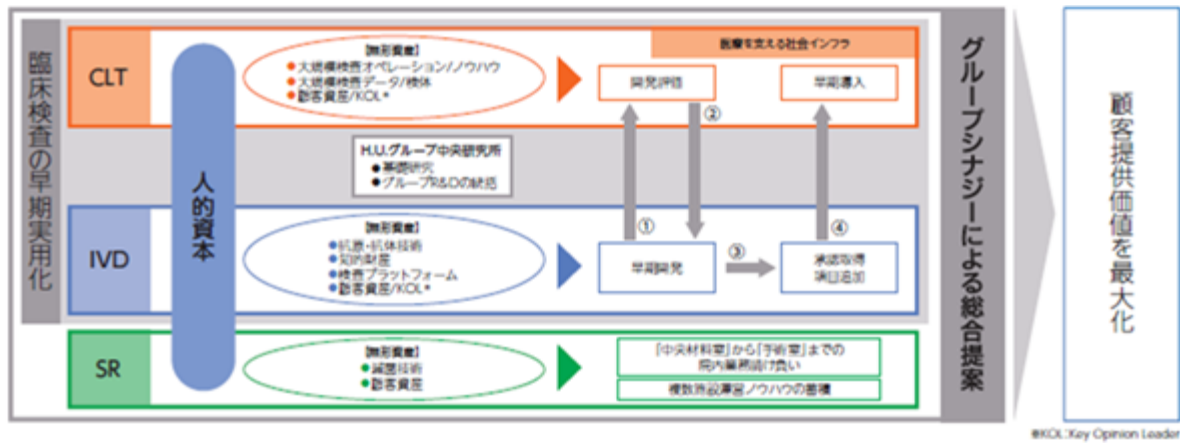 臨床検査の早期実用化
CLT
人的資本
【無形資産】
●大規模検査オペレーション/ノウハウ
●大規模検査データ/検体
●顧客資産/KOL*
医療を支える社会インフラ
開発評価
早期導入
②
H.U.グループ中央研究所
●基礎研究
●グループR&Dの統括
IVD
【無形資産】
●抗原・抗体技術
●知的財産
●検査プラットフォーム
●顧客資産/KOL*
①
早期開発
③
④
承認取得
項目追加
SR
【無形資産】
●滅菌技術
●顧客資産
「中央材料室」から「手術室」までの
院内業務請け負い
複数施設運営ノウハウの蓄積
グループシナジーによる総合提案
顧客提供価値を最大化
※KOL:Key Opinion Leader